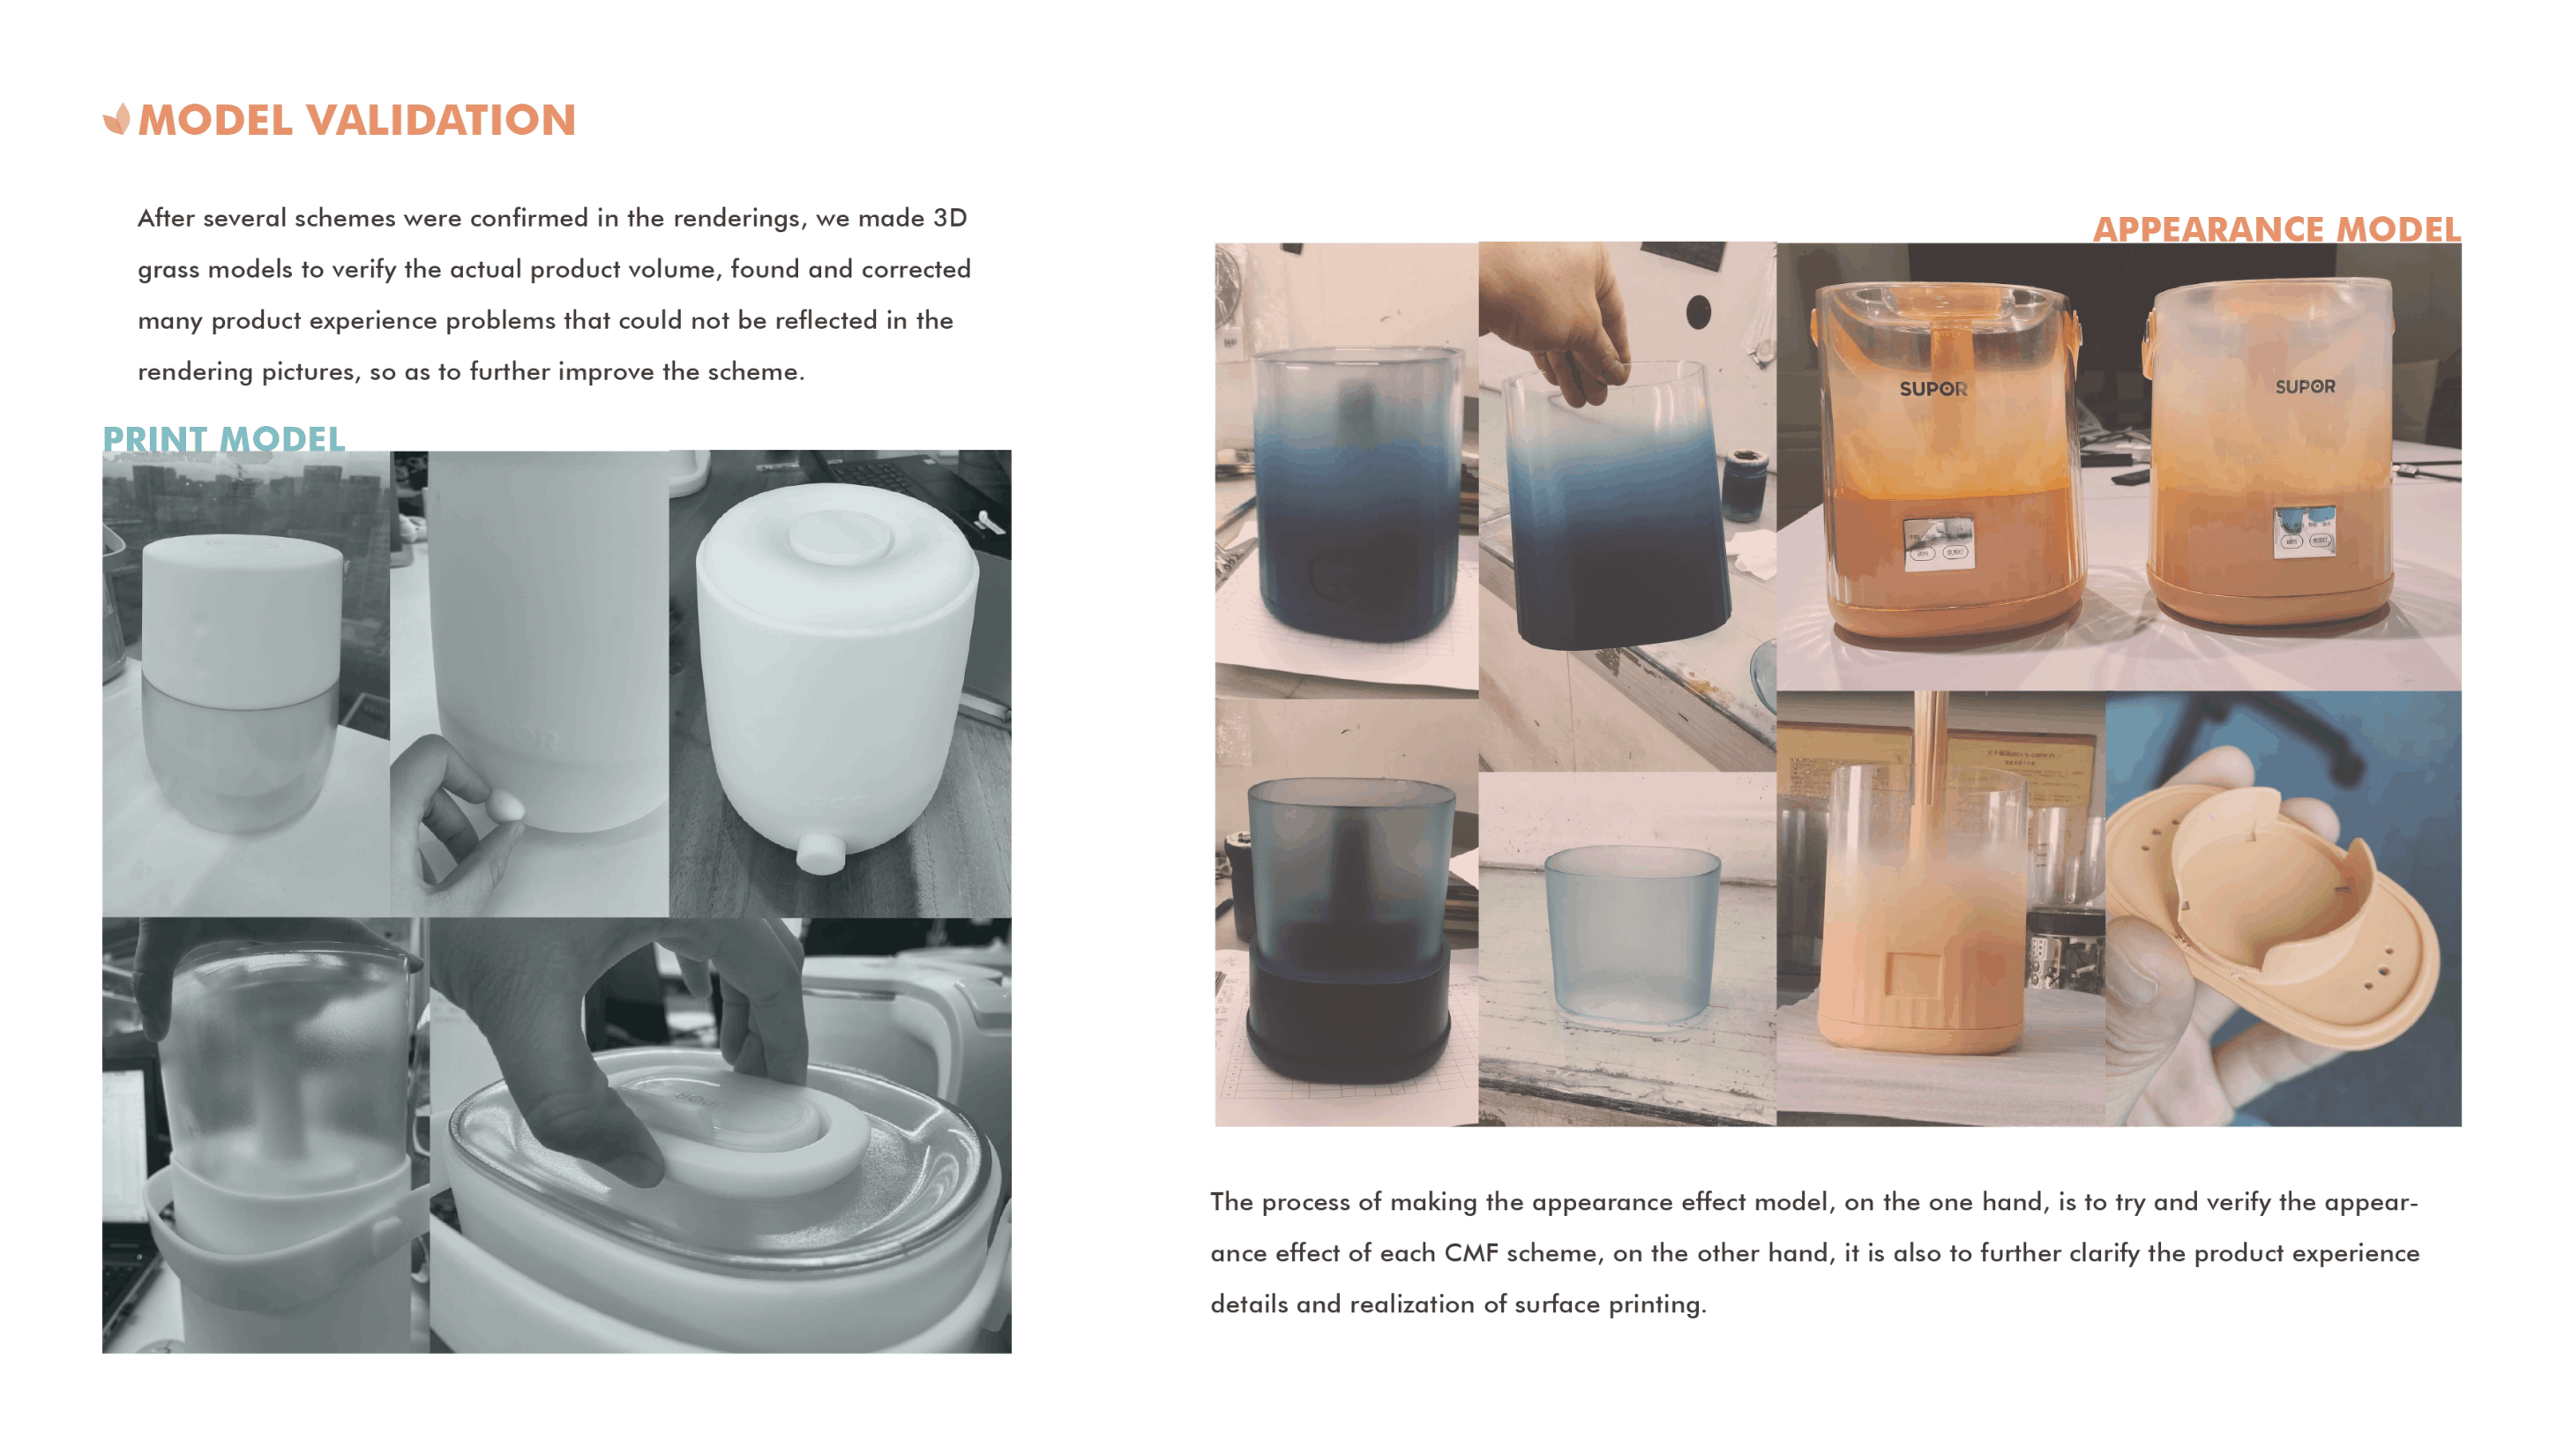 MODEL VALIDATION
After several schemes were confirmed in the renderings, we made 3D
grass models to verify the actual product volume, found and corrected
many product experience problems that could not be reflected in the
rendering pictures, so as to further improve the scheme.
PRINT MODEL
APPEARANCE MODEL
SUPOR
SUPOR
The process of making the appearance effect model, on the one hand, is to try and verify the appear-
ance effect of each CMF scheme, on the other hand, it is also to further clarify the product experience
details and realization of surface printing.